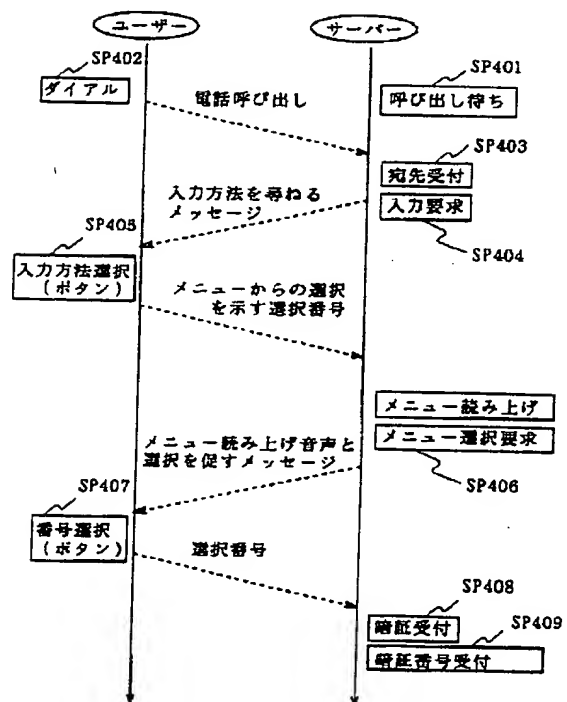 ユーザー
サーバー
SP402
ダイアル
電話呼び出し
SP401
呼び出し待ち
SP403
宛先受付
入力要求
SP404
入力方法を尋ねる
メッセージ
SP405
入力方法選択
(ボタン)
メニューからの選択
を示す選択番号
メニュー読み上げ
メニュー選択要求
SP406
メニュー読み上げ音声と
選択を促すメッセージ
SP407
番号選択
(ボタン)
選択番号
SP408
暗証受付
SP409
暗証番号受付